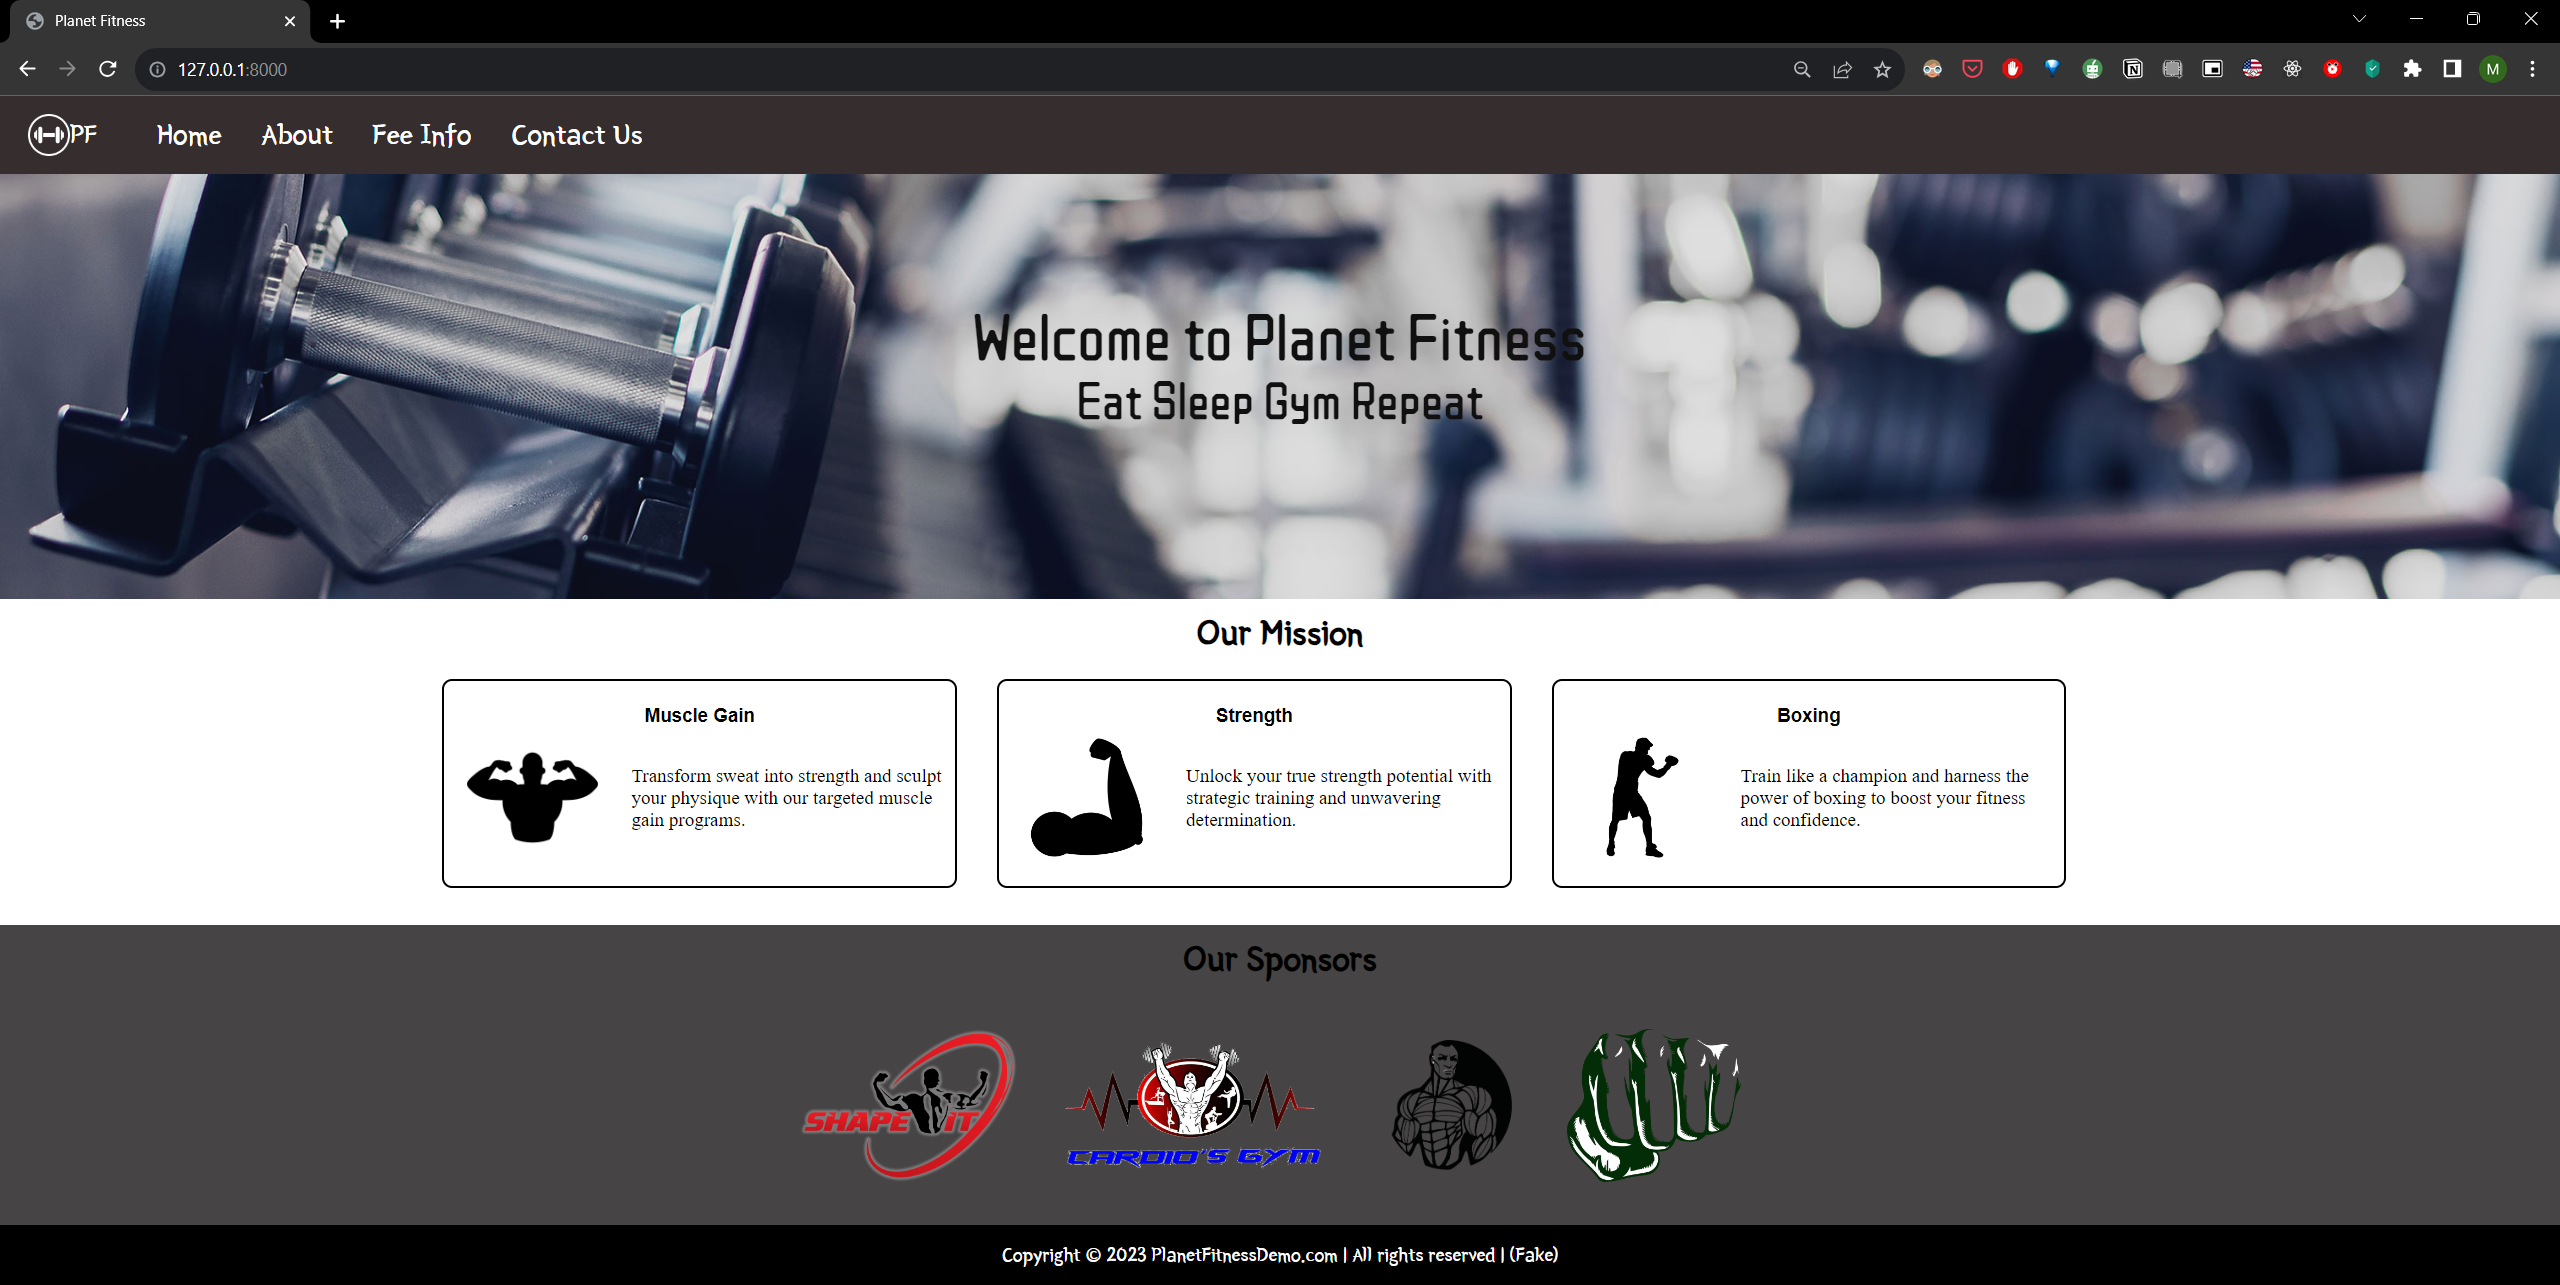 Planet Fitness
127.0.0.1:8000
M
PF
Home About Fee Info Contact Us
Welcome to Planet Fitness
Eat Sleep Gym Repeat
Our Mission
Muscle Gain
Transform sweat into strength and sculpt
your physique with our targeted muscle
gain programs.
Strength
Unlock your true strength potential with
strategic training and unwavering
determination.
Boxing
Train like a champion and harness the
power of boxing to boost your fitness
and confidence.
Our Sponsors
SHAPE IT
CARDIO'S GYM
Copyright © 2023 PlanetFitnessDemo.com | All rights reserved | (Fake)